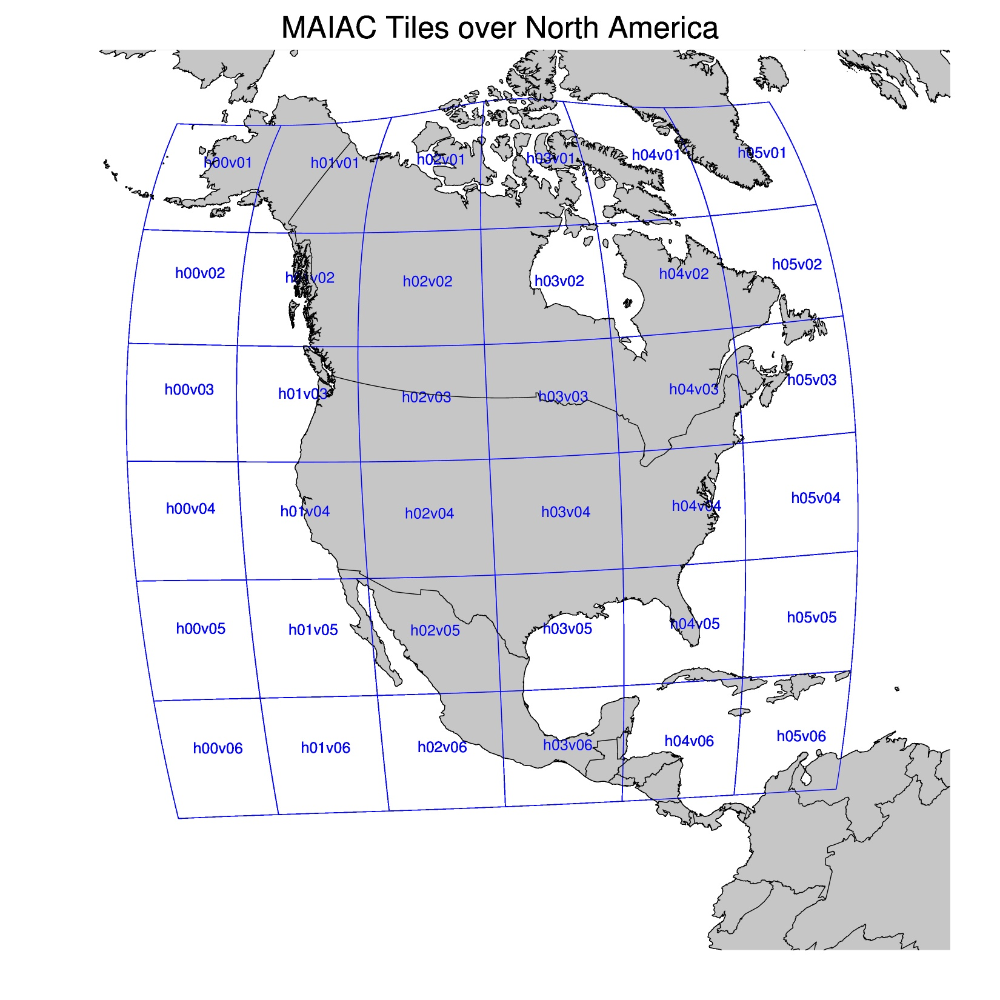 MAIAC Tiles over North America
h00v01 h01v01 h02v01 h03v01 h04v01 h05v01
h00v02 h01v02 h02v02 h03v02 h04v02 h05v02
h00v03 h01v03 h02v03 h03v03 h04v03 h05v03
h00v04 h01v04 h02v04 h03v04 h04v04 h05v04
h00v05 h01v05 h02v05 h03v05 h04v05 h05v05
h00v06 h01v06 h02v06 h03v06 h04v06 h05v06